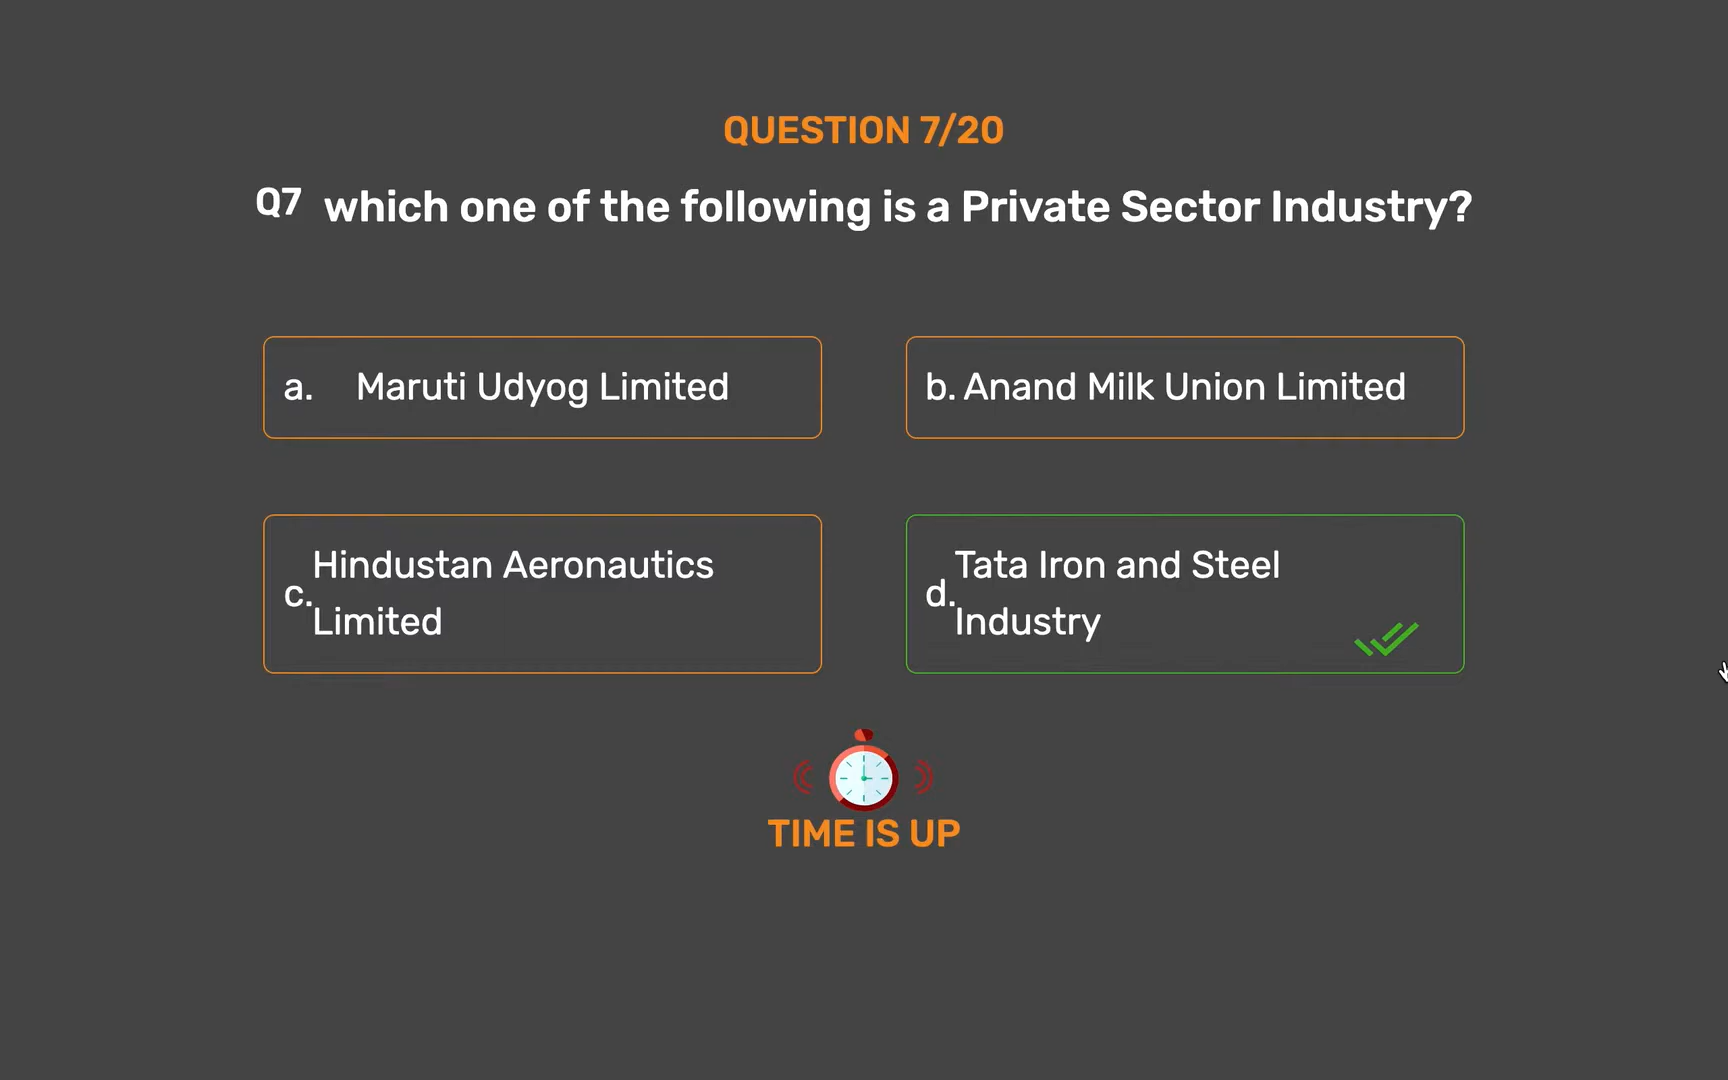 QUESTION 7/20
Q7 which one of the following is a Private Sector Industry?
a. Maruti Udyog Limited
b. Anand Milk Union Limited
c. Hindustan Aeronautics
Limited
d. Tata Iron and Steel
Industry
TIME IS UP